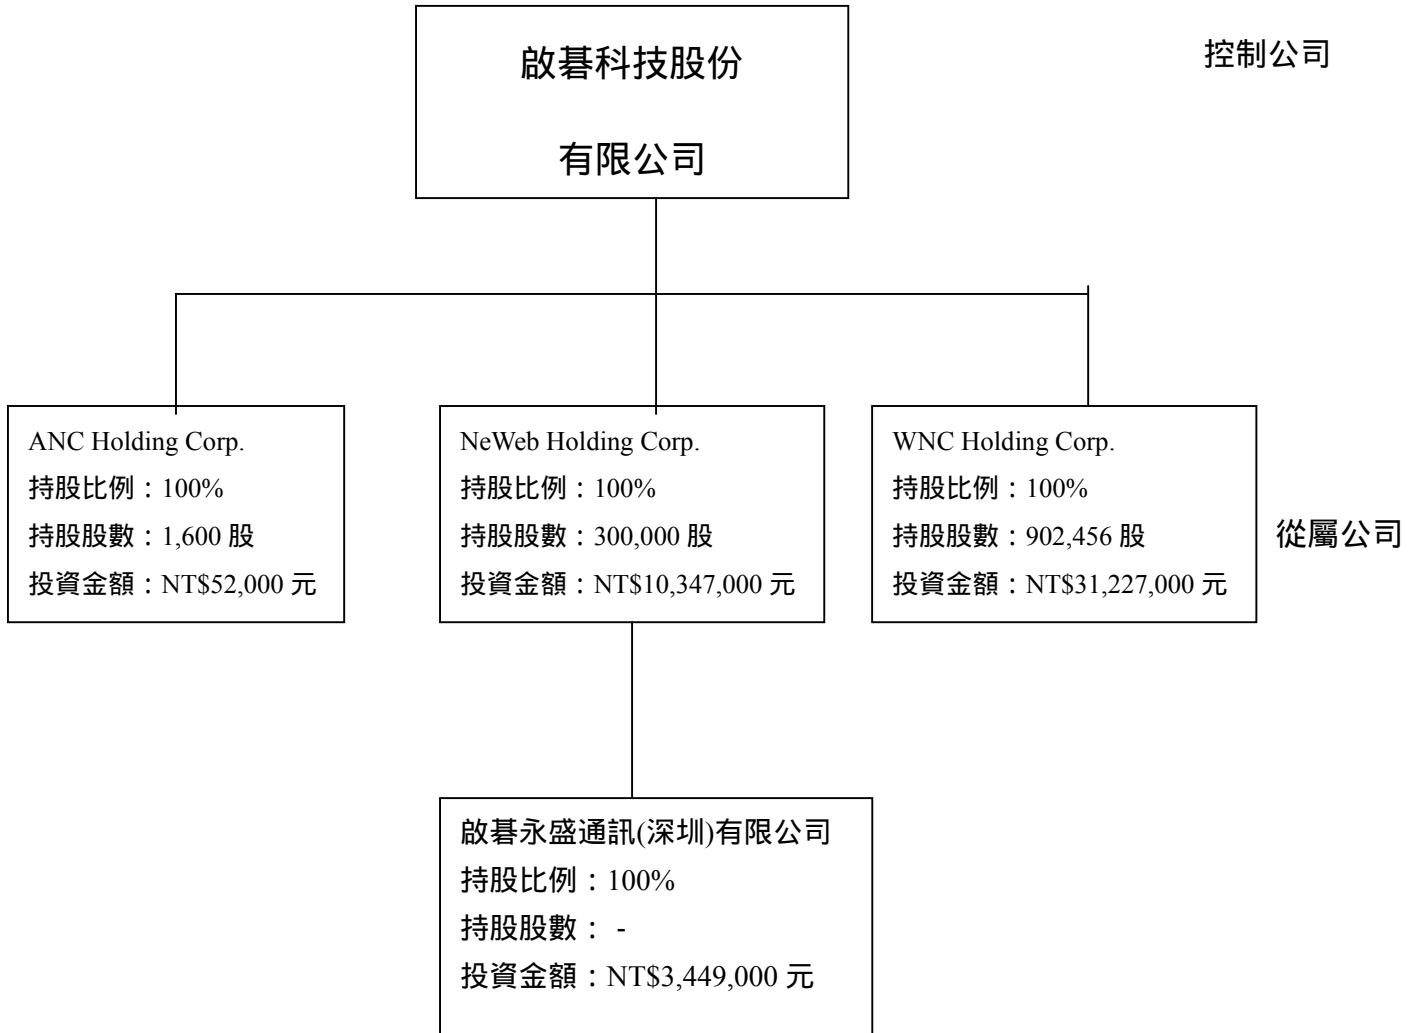 啟碁科技股份
有限公司
控制公司
ANC Holding Corp.
持股比例：100%
持股股數：1,600 股
投資金額：NT$52,000 元
NeWeb Holding Corp.
持股比例：100%
持股股數：300,000 股
投資金額：NT$10,347,000 元
WNC Holding Corp.
持股比例：100%
持股股數：902,456 股
投資金額：NT$31,227,000 元
從屬公司
啟碁永盛通訊(深圳)有限公司
持股比例：100%
持股股數： -
投資金額：NT$3,449,000 元